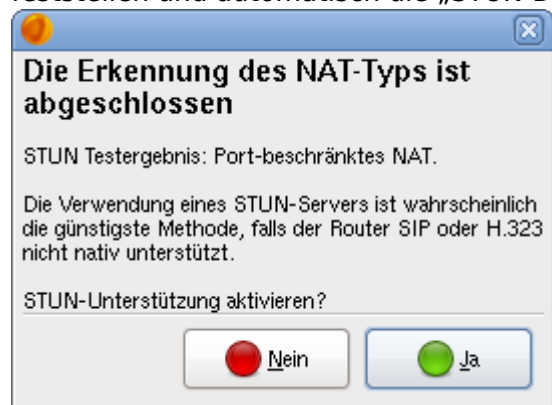 Die Erkennung des NAT-Typs ist
abgeschlossen
STUN Testergebnis: Port-beschränktes NAT.
Die Verwendung eines STUN-Servers ist wahrscheinlich
die günstigste Methode, falls der Router SIP oder H.323
nicht nativ unterstützt.
STUN-Unterstützung aktivieren?
Nein
Ja